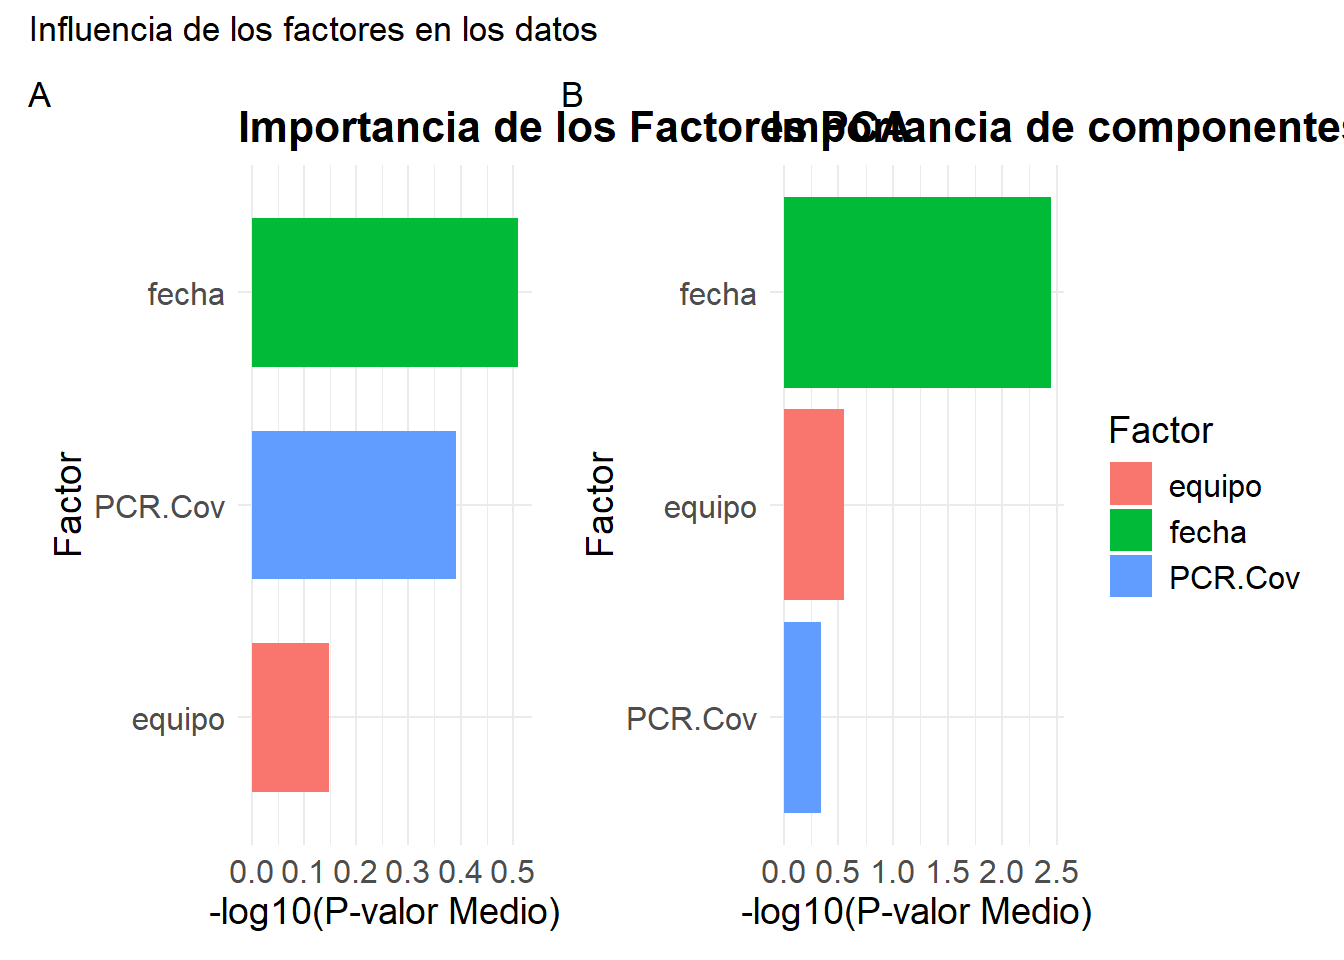 Influencia de los factores en los datos
A
Importancia de los Factores PCA
fecha
PCR.Cov
equipo
Factor
0.0 0.1 0.2 0.3 0.4 0.5
-log10(P-valor Medio)
B
Importancia de componentes
fecha
equipo
PCR.Cov
Factor
0.0 0.5 1.0 1.5 2.0 2.5
-log10(P-valor Medio)
Factor
equipo
fecha
PCR.Cov